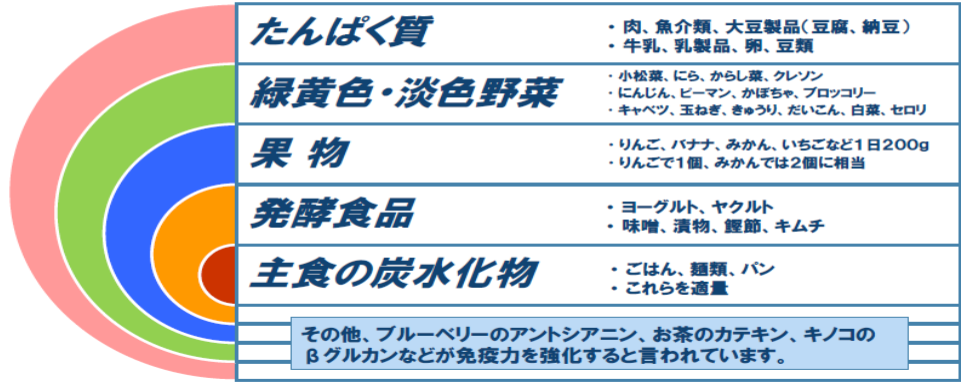 たんぱく質
・肉、魚介類、大豆製品(豆腐、納豆)
・牛乳、乳製品、卵、豆類
緑黄色・淡色野菜
・小松菜、にら、からし菜、クレソン
・にんじん、ピーマン、かぼちゃ、ブロッコリー
・キャベツ、玉ねぎ、きゅうり、だいこん、白菜、セロリ
果 物
・りんご、バナナ、みかん、いちごなど1日200g
・りんごで1個、みかんでは2個に相当
発酵食品
・ヨーグルト、ヤクルト
・味噌、漬物、鰹節、キムチ
主食の炭水化物
・ごはん、麺類、パン
・これらを適量
その他、ブルーベリーのアントシアニン、お茶のカテキン、キノコの
βグルカンなどが免疫力を強化すると言われています。